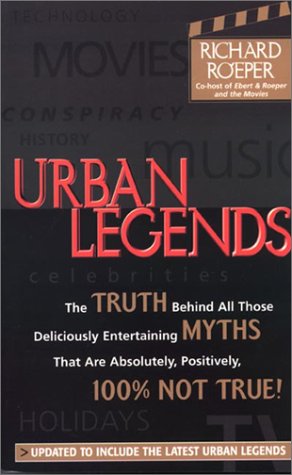 TECHNOLOGY
MOVIES
RICHARD
ROEPER
Co-host of Ebert & Roeper
and the Movies
CONSPIRACY
HISTORY
music
URBAN
LEGENDS
celebrities
The TRUTH Behind All Those
Deliciously Entertaining MYTHS
That Are Absolutely, Positively,
100% NOT TRUE!
HOLIDAYS
TV
> UPDATED TO INCLUDE THE LATEST URBAN LEGENDS